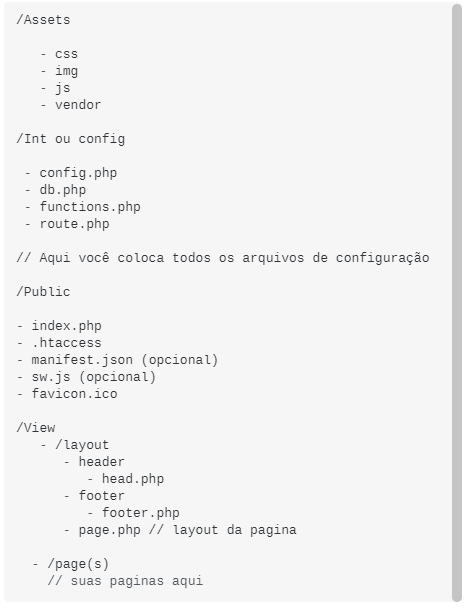 /Assets
- css
- img
- js
- vendor
/Int ou config
- config.php
- db.php
- functions.php
- route.php
// Aqui você coloca todos os arquivos de configuração
/Public
- index.php
- .htaccess
- manifest.json (opcional)
- sw.js (opcional)
- favicon.ico
/View
- /layout
- header
- head.php
- footer
- footer.php
- page.php // layout da pagina
- /page(s)
// suas paginas aqui